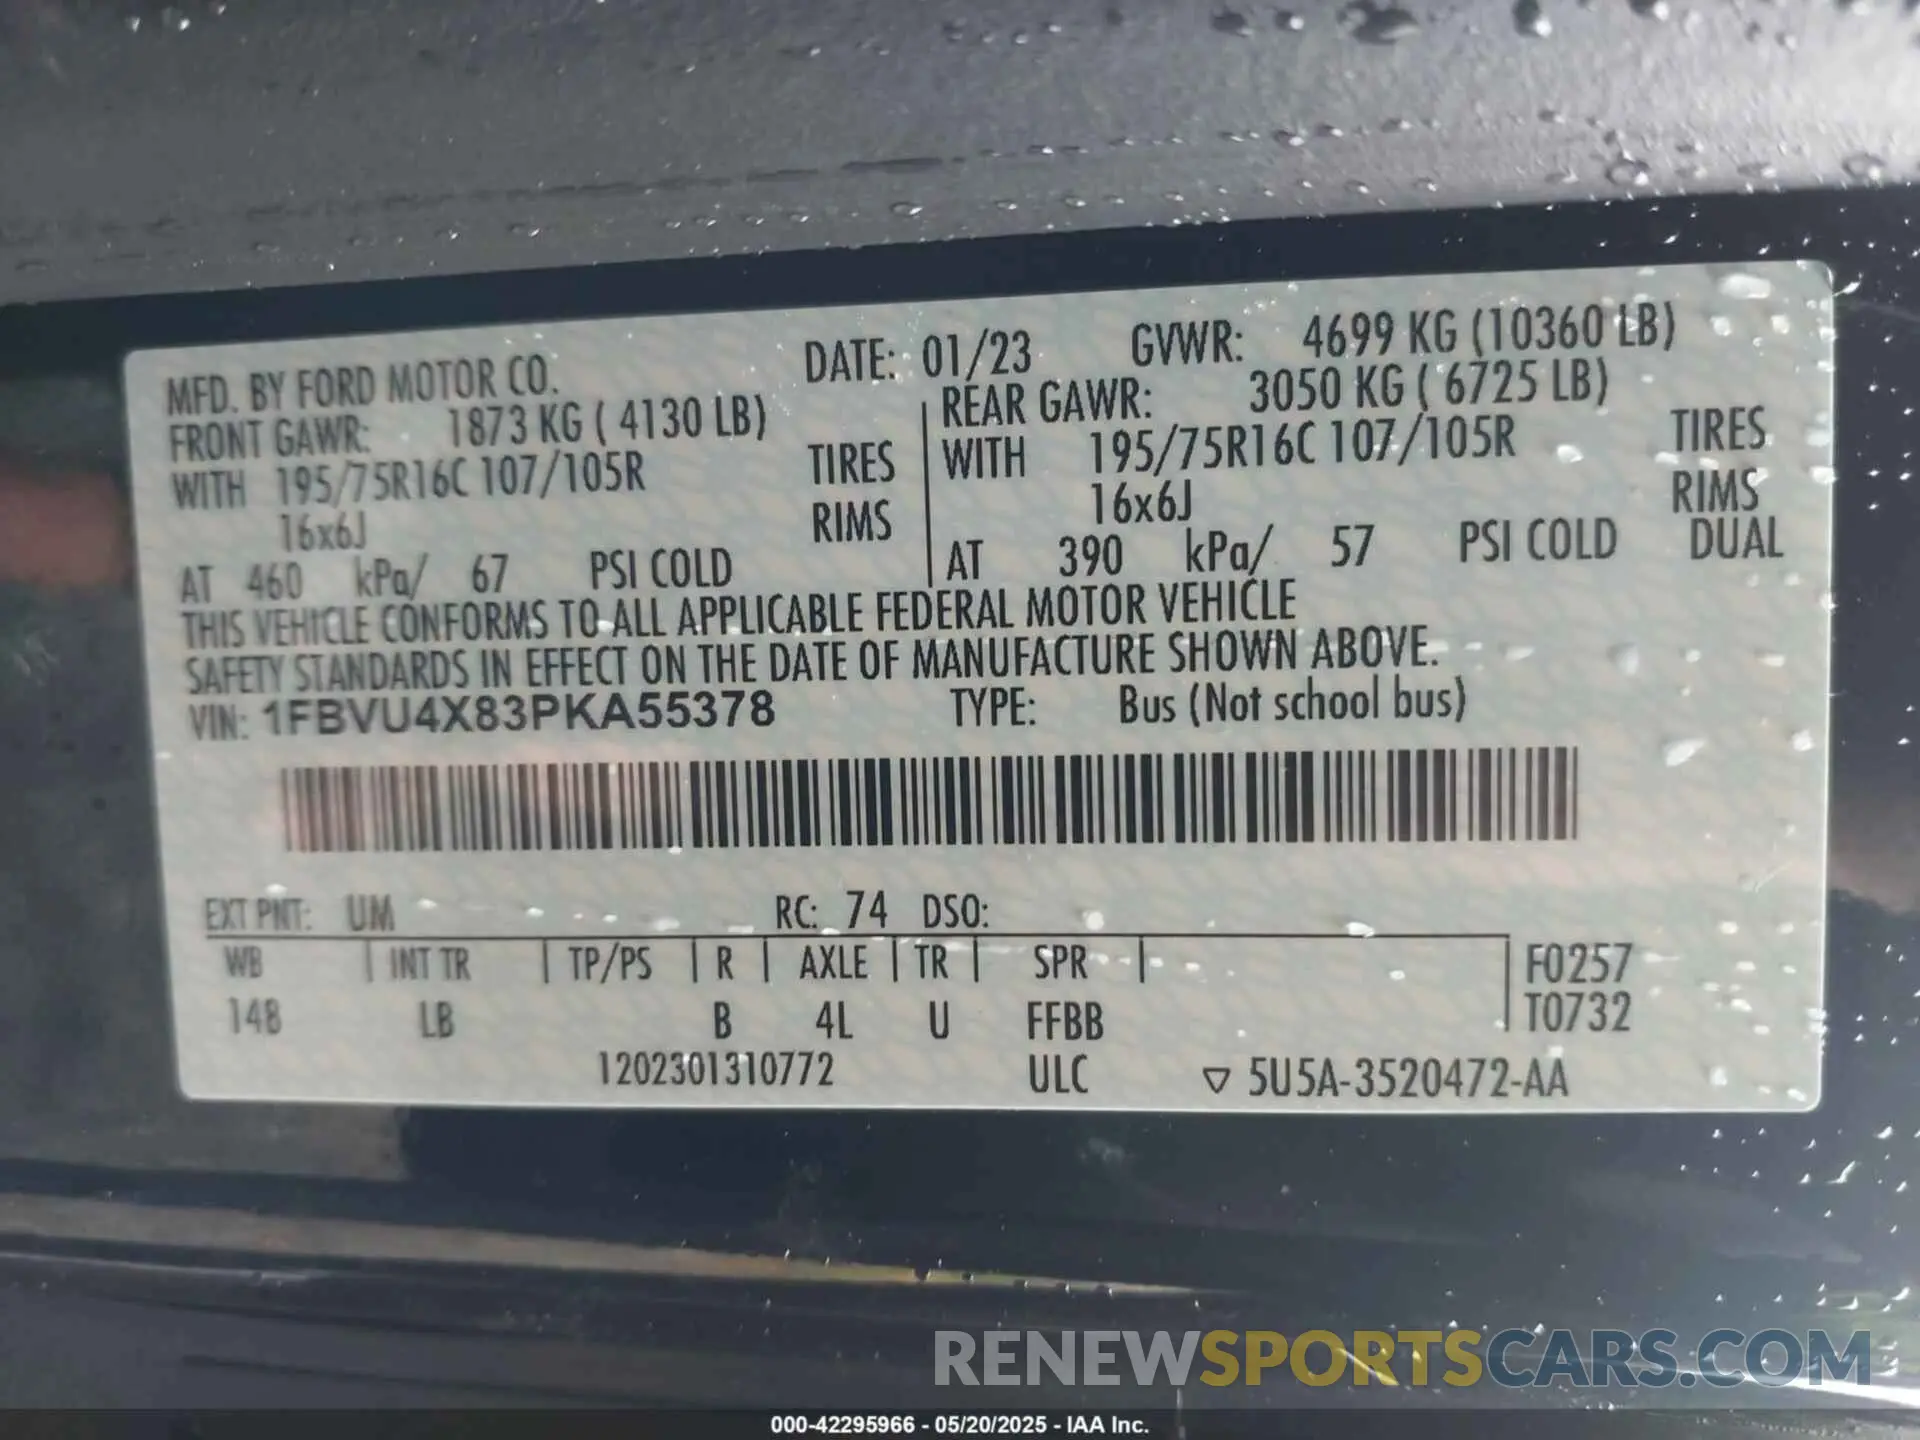 MFD. BY FORD MOTOR CO. DATE: 01/23 GVWR: 4699 KG (10360 LB)
FRONT GAWR: 1873 KG ( 4130 LB) REAR GAWR: 3050 KG ( 6725 LB)
WITH 195/75R16C 107/105R TIRES WITH 195/75R16C 107/105R TIRES
16x6J RIMS 16x6J RIMS
AT 460 kPa/ 67 PSI COLD AT 390 kPa/ 57 PSI COLD DUAL
THIS VEHICLE CONFORMS TO ALL APPLICABLE FEDERAL MOTOR VEHICLE
SAFETY STANDARDS IN EFFECT ON THE DATE OF MANUFACTURE SHOWN ABOVE.
VIN: 1FBVU4X83PKA55378 TYPE: Bus (Not school bus)
EXT PNT: UM RC: 74 DSO:
WB INT TR TP/PS R AXLE TR SPR F0257
148 LB B 4L U FFBB T0732
1202301310772 ULC ▽ 5U5A-3520472-AA
RENEWSPORTSCARS.COM
000-42295966 - 05/20/2025 - IAA Inc.